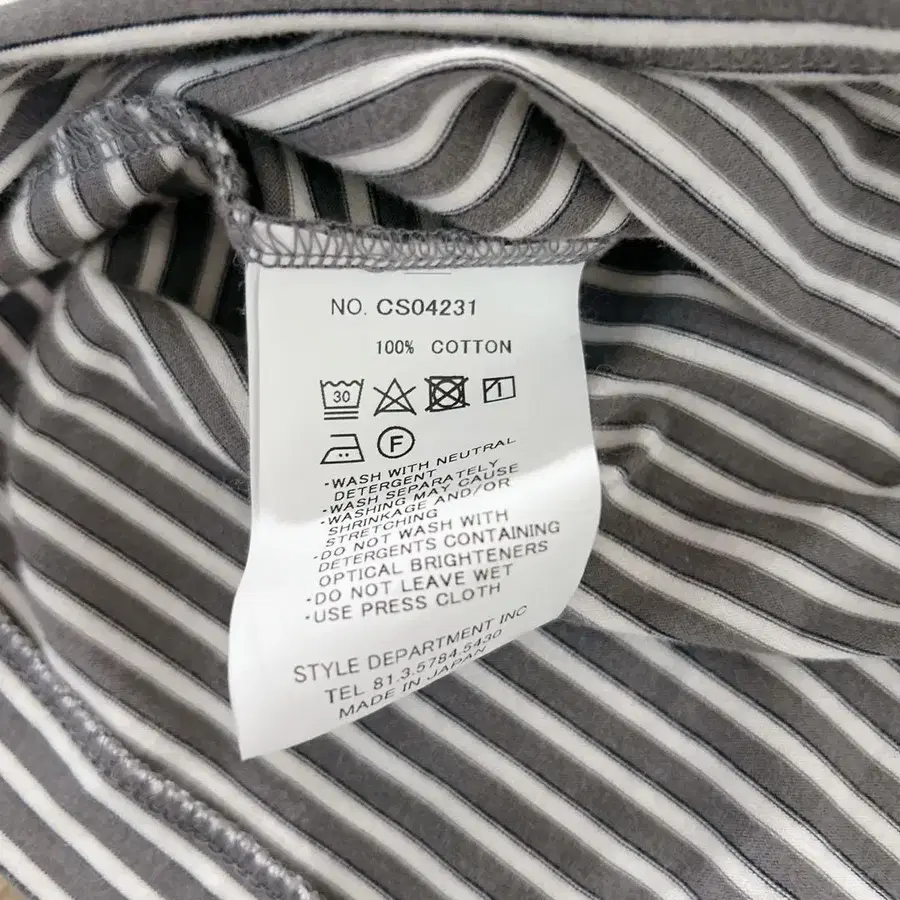 NO. CS04231
100% COTTON
30
F
·WASH WITH NEUTRAL
DETERGENT
·WASH SEPARATELY
·WASHING MAY CAUSE
SHRINKAGE AND/OR
STRETCHING
·DO NOT WASH WITH
DETERGENTS CONTAINING
OPTICAL BRIGHTENERS
·DO NOT LEAVE WET
·USE PRESS CLOTH
STYLE DEPARTMENT INC
TEL 81.3.5784.5430
MADE IN JAPAN